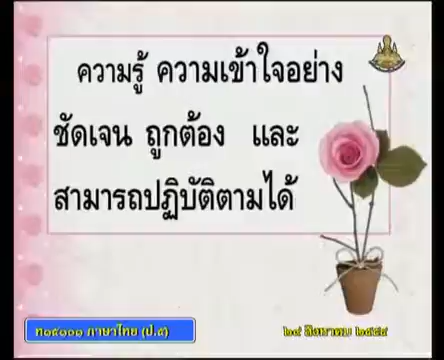 ความรู้ ความเข้าใจอย่าง
ชัดเจน ถูกต้อง และ
สามารถปฏิบัติตามได้
ท๑๕๑๐๑ ภาษาไทย (ป.๕)
๒๙ สิงหาคม ๒๕๕๔